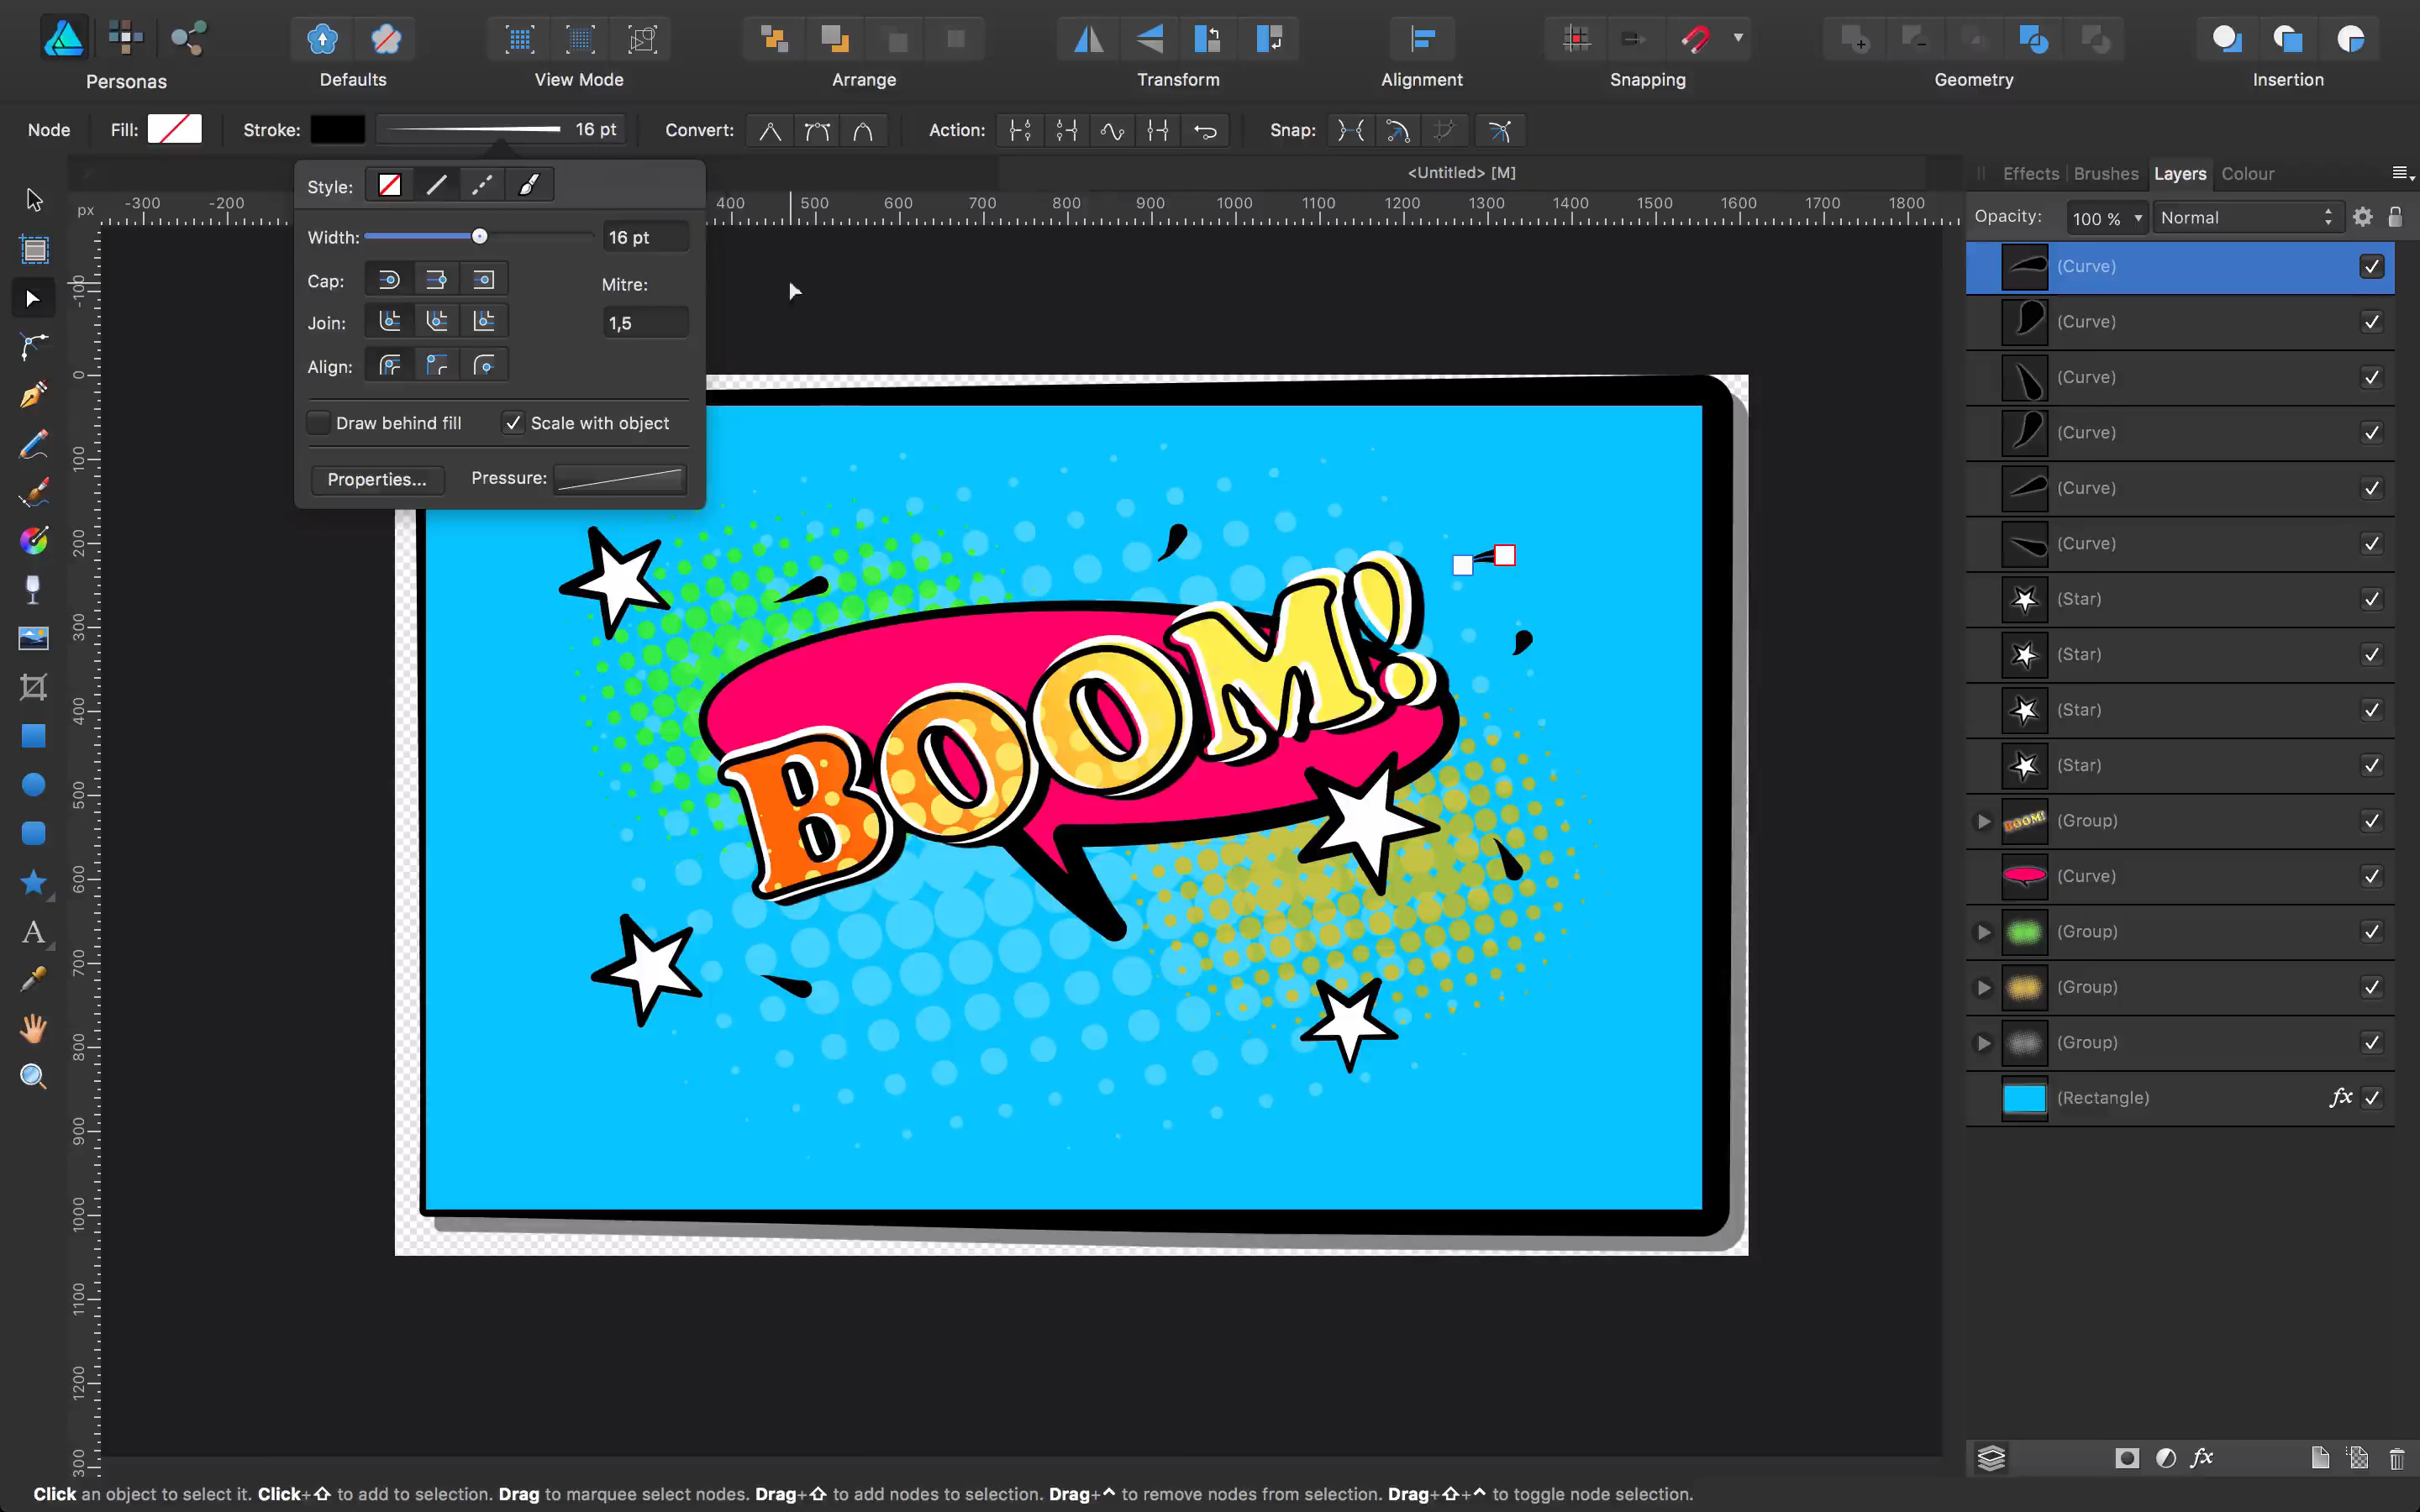 Personas
Defaults
View Mode
Arrange
Transform
Alignment
Snapping
Geometry
Insertion
Node
Fill:
Stroke:
16 pt
Convert:
Action:
Snap:
<Untitled> [M]
Style:
Width:
16 pt
Cap:
Mitre:
Join:
1,5
Align:
Draw behind fill
Scale with object
Properties...
Pressure:
px
-300
-200
400
500
600
700
800
900
1000
1100
1200
1300
1400
1500
1600
1700
1800
-100
0
100
200
300
400
500
600
700
800
900
1000
1100
1200
300
BOOM!
Effects
Brushes
Layers
Colour
Opacity:
100 %
Normal
(Curve)
(Curve)
(Curve)
(Curve)
(Curve)
(Curve)
(Star)
(Star)
(Star)
(Star)
BOOM!
(Group)
(Curve)
(Group)
(Group)
(Group)
(Rectangle)
fx
fx
Click an object to select it. Click+⇧ to add to selection. Drag to marquee select nodes. Drag+⇧ to add nodes to selection. Drag+^ to remove nodes from selection. Drag+⇧+^ to toggle node selection.